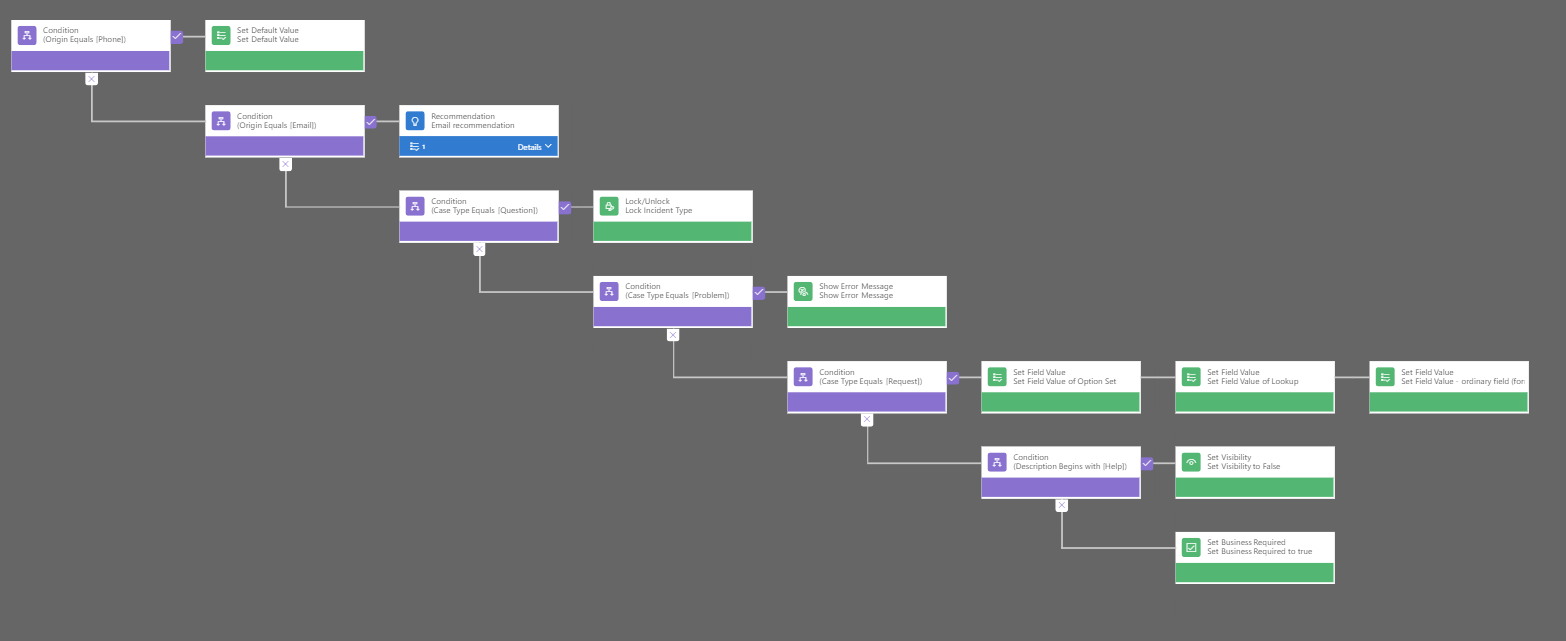 Condition
(Origin Equals [Phone])
Set Default Value
Set Default Value
Condition
(Origin Equals [Email])
Recommendation
Email recommendation
1
Details
Condition
(Case Type Equals [Question])
Lock/Unlock
Lock Incident Type
Condition
(Case Type Equals [Problem])
Show Error Message
Show Error Message
Condition
(Case Type Equals [Request])
Set Field Value
Set Field Value of Option Set
Set Field Value
Set Field Value of Lookup
Set Field Value
Set Field Value - ordinary field (for
Condition
(Description Begins with [Help])
Set Visibility
Set Visibility to False
Set Business Required
Set Business Required to true